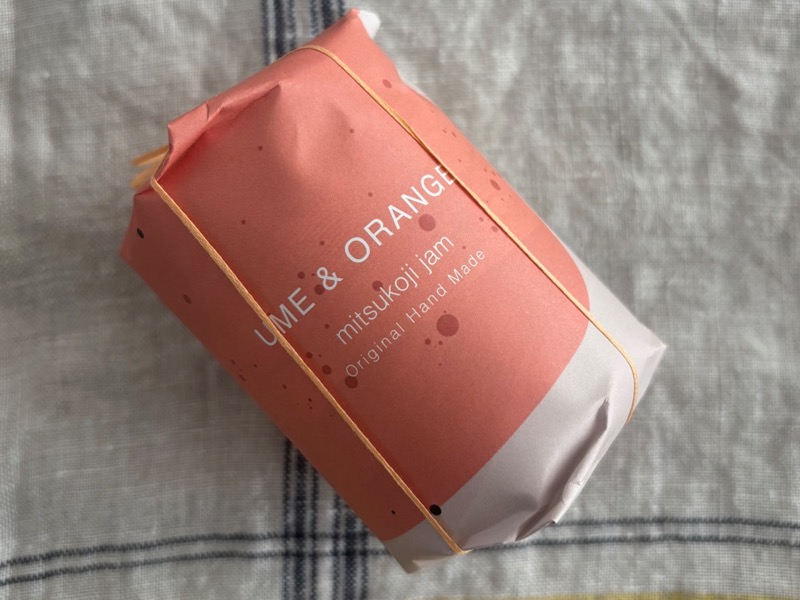 UME & ORANGE
mitsukoji jam
Original Hand Made